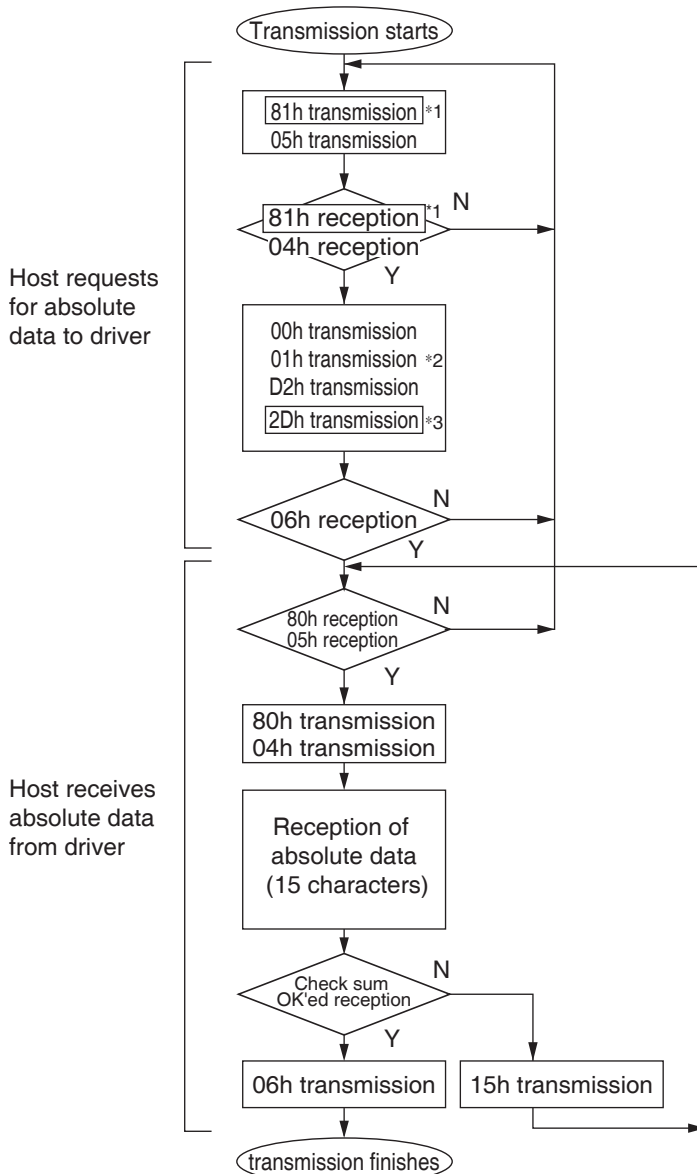 Transmission starts
81h transmission *1
05h transmission
81h reception *1
04h reception
N
Y
Host requests
for absolute
data to driver
00h transmission
01h transmission *2
D2h transmission
2Dh transmission *3
06h reception
N
Y
80h reception
05h reception
N
Y
80h transmission
04h transmission
Host receives
absolute data
from driver
Reception of
absolute data
(15 characters)
Check sum
OK'ed reception
N
Y
06h transmission
15h transmission
transmission finishes